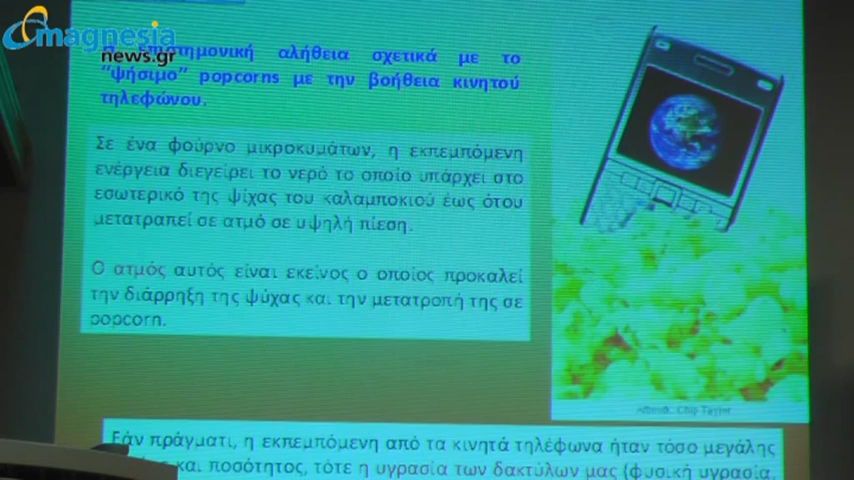 magnesia
news.gr
επιστημονική αλήθεια σχετικά με το
"ψήσιμο" popcorns με την βοήθεια κινητού
τηλεφώνου.
Σε ένα φούρνο μικροκυμάτων, η εκπεμπόμενη
ενέργεια διεγείρει το νερό το οποίο υπάρχει στο
εσωτερικό της ψίχας του καλαμποκιού έως ότου
μετατραπεί σε ατμό σε υψηλή πίεση.
Ο ατμός αυτός είναι εκείνος ο οποίος προκαλεί
την διάρρηξη της ψύχας και την μετατροπή της σε
popcorn.
Chip Taylor
Εάν πράγματι, η εκπεμπόμενη από τα κινητά τηλέφωνα ήταν τόσο μεγάλης
και ποσότητος, τότε η υγρασία των δακτύλων μας (φυσική υγρασία,